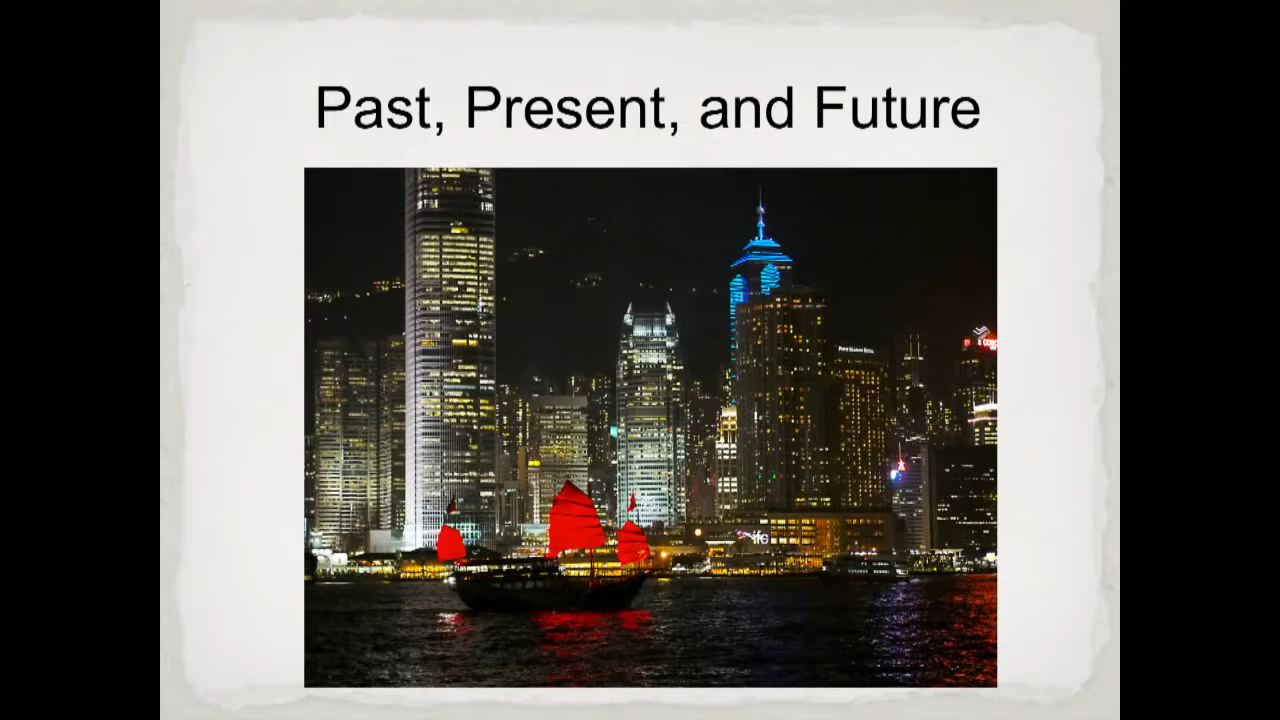 Past, Present, and Future
ifc